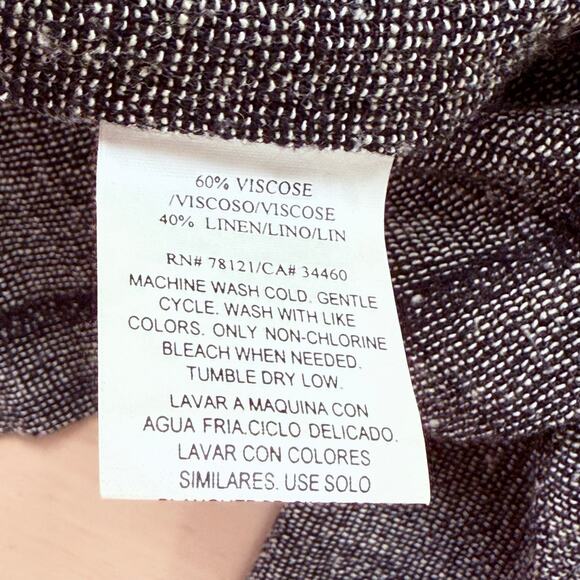 60% VISCOSE
/VISCOSO/VISCOSE
40% LINEN/LINO/LIN
RN# 78121/CA# 34460
MACHINE WASH COLD. GENTLE
CYCLE. WASH WITH LIKE
COLORS. ONLY NON-CHLORINE
BLEACH WHEN NEEDED.
TUMBLE DRY LOW.
LAVAR A MAQUINA CON
AGUA FRIA.CICLO DELICADO.
LAVAR CON COLORES
SIMILARES. USE SOLO